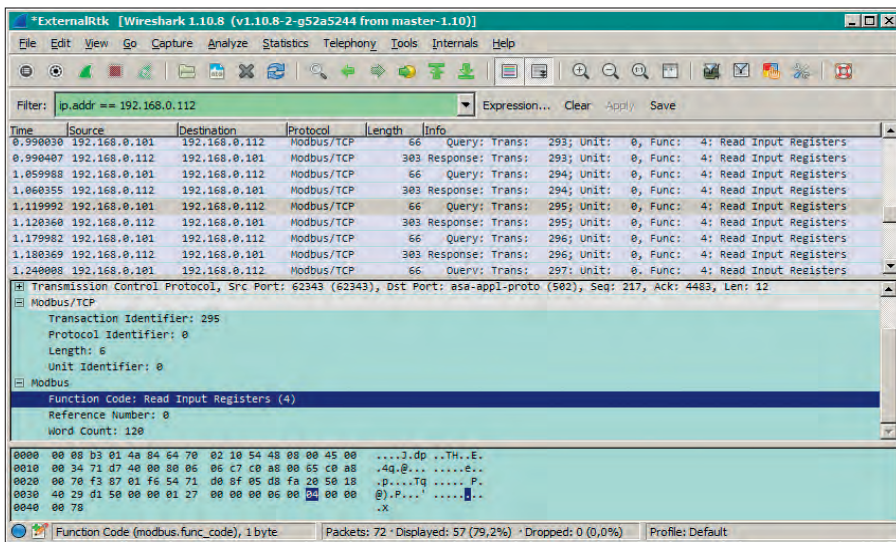 *ExternalRtk [Wireshark 1.10.8 (v1.10.8-2-g52a5244 from master-1.10)]
File Edit View Go Capture Analyze Statistics Telephony Tools Internals Help
Filter: ip.addr == 192.168.0.112 Expression... Clear Apply Save
Time Source Destination Protocol Length Info
0.990030 192.168.0.101 192.168.0.112 Modbus/TCP 66 Query: Trans: 293; Unit: 0, Func: 4: Read Input Registers
0.990407 192.168.0.112 192.168.0.101 Modbus/TCP 303 Response: Trans: 293; Unit: 0, Func: 4: Read Input Registers
1.059988 192.168.0.101 192.168.0.112 Modbus/TCP 66 Query: Trans: 294; Unit: 0, Func: 4: Read Input Registers
1.060355 192.168.0.112 192.168.0.101 Modbus/TCP 303 Response: Trans: 294; Unit: 0, Func: 4: Read Input Registers
1.119992 192.168.0.101 192.168.0.112 Modbus/TCP 66 Query: Trans: 295; Unit: 0, Func: 4: Read Input Registers
1.120360 192.168.0.112 192.168.0.101 Modbus/TCP 303 Response: Trans: 295; Unit: 0, Func: 4: Read Input Registers
1.179982 192.168.0.101 192.168.0.112 Modbus/TCP 66 Query: Trans: 296; Unit: 0, Func: 4: Read Input Registers
1.180369 192.168.0.112 192.168.0.101 Modbus/TCP 303 Response: Trans: 296; Unit: 0, Func: 4: Read Input Registers
1.240008 192.168.0.101 192.168.0.112 Modbus/TCP 66 Query: Trans: 297; Unit: 0, Func: 4: Read Input Registers
Transmission Control Protocol, Src Port: 62343 (62343), Dst Port: asa-appl-proto (502), Seq: 217, Ack: 4483, Len: 12
Modbus/TCP
Transaction Identifier: 295
Protocol Identifier: 0
Length: 6
Unit Identifier: 0
Modbus
Function Code: Read Input Registers (4)
Reference Number: 0
Word Count: 120
0000 00 08 b3 01 4a 84 64 70 02 10 54 48 08 00 45 00 ....J.dp ..TH..E.
0010 00 34 71 d7 40 00 80 06 06 c7 c0 a8 00 65 c0 a8 .4q.@... .....e..
0020 00 70 f3 87 01 f6 54 71 d0 8f 05 d8 fa 20 50 18 .p....Tq ..... P.
0030 40 29 d1 50 00 00 01 27 00 00 00 06 00 04 00 00 @).P...' ........
0040 00 78 .x
Function Code (modbus.func_code), 1 byte Packets: 72 · Displayed: 57 (79,2%) · Dropped: 0 (0,0%) Profile: Default